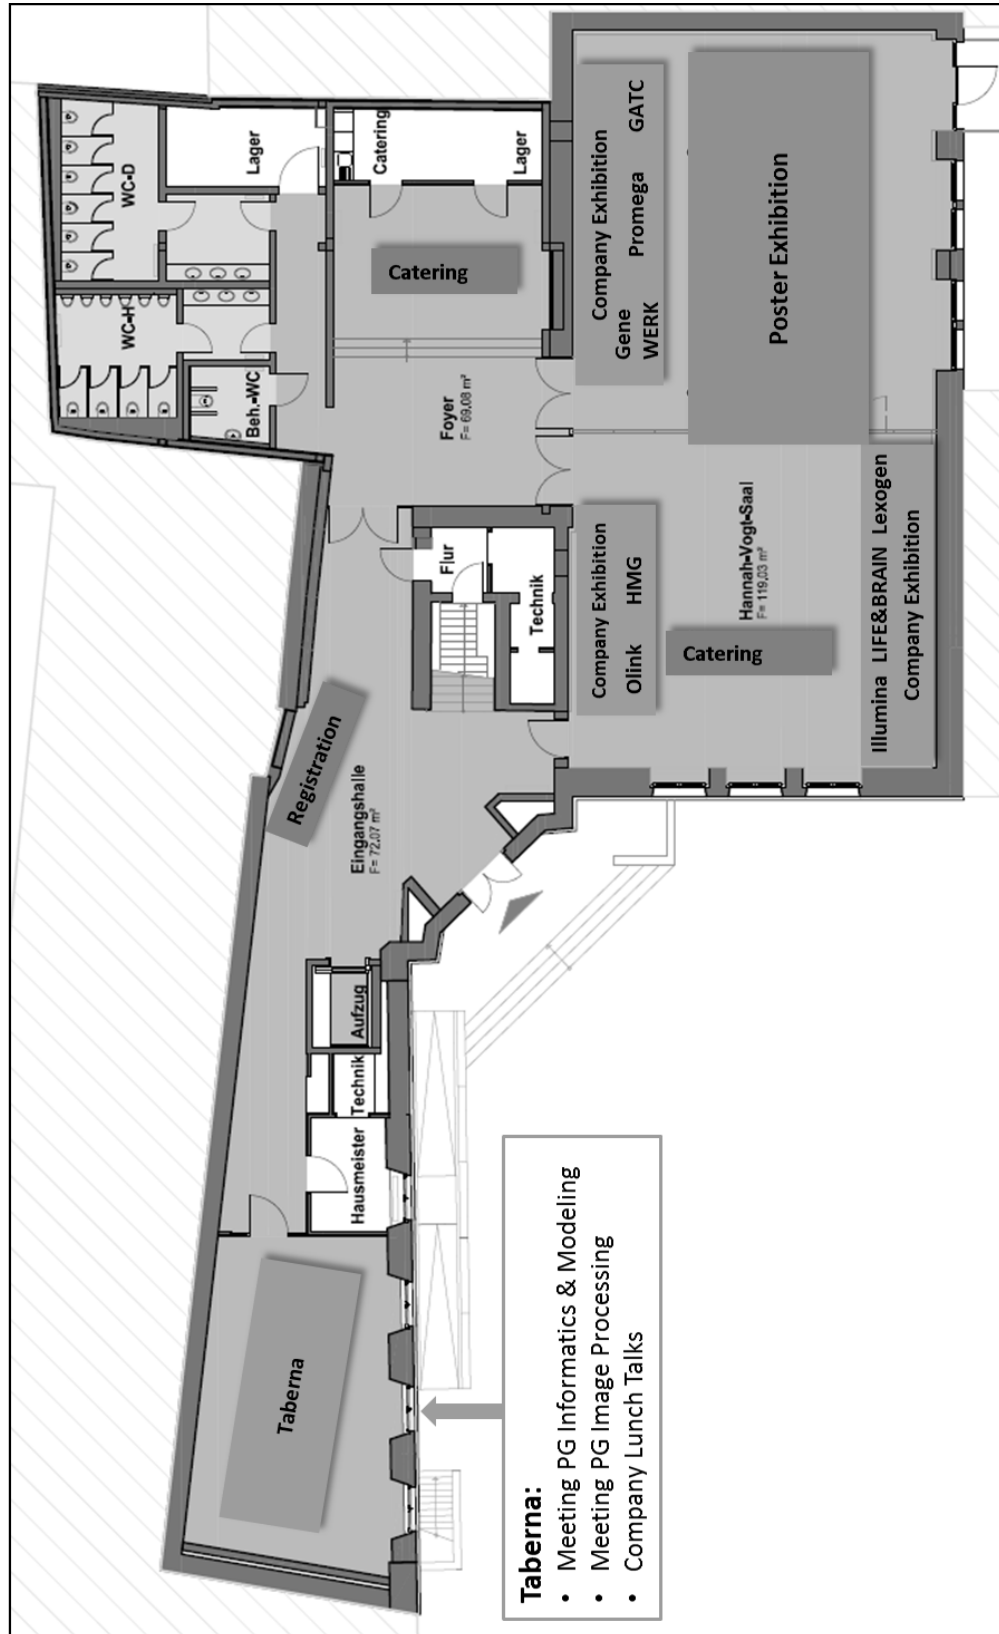 WC-D
Lager
WC-H
Beh.-WC
Catering
Lager
Catering
Foyer
F= 69,08 m²
Company Exhibition
Gene Promega GATC
WERK
Poster Exhibition
Flur
Technik
Company Exhibition
Olink HMG
Hannah-Vogt-Saal
F= 119,03 m²
Catering
Illumina LIFE&BRAIN Lexogen
Company Exhibition
Registration
Eingangshalle
F= 72,07 m²
Aufzug
Technik
Hausmeister
Taberna
Taberna:
• Meeting PG Informatics & Modeling
• Meeting PG Image Processing
• Company Lunch Talks